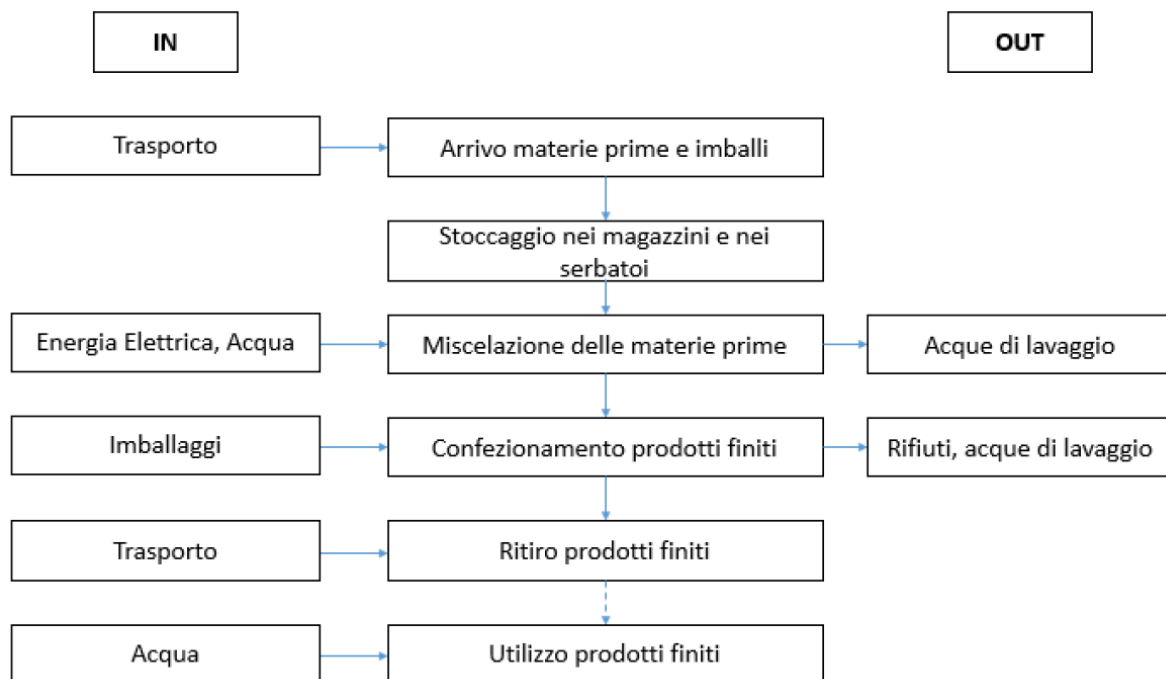 IN
OUT
Trasporto
Arrivo materie prime e imballi
Stoccaggio nei magazzini e nei
serbatoi
Energia Elettrica, Acqua
Miscelazione delle materie prime
Acque di lavaggio
Imballaggi
Confezionamento prodotti finiti
Rifiuti, acque di lavaggio
Trasporto
Ritiro prodotti finiti
Acqua
Utilizzo prodotti finiti